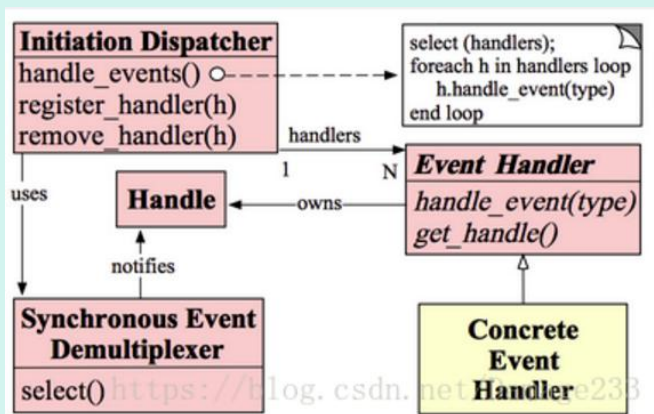 Initiation Dispatcher
handle_events()
register_handler(h)
remove_handler(h)
select (handlers);
foreach h in handlers loop
h.handle_event(type)
end loop
handlers
1
N
uses
Handle
owns
Event Handler
handle_event(type)
get_handle()
notifies
Synchronous Event
Demultiplexer
select()
Concrete
Event
Handler
https://blog.csdn.net/